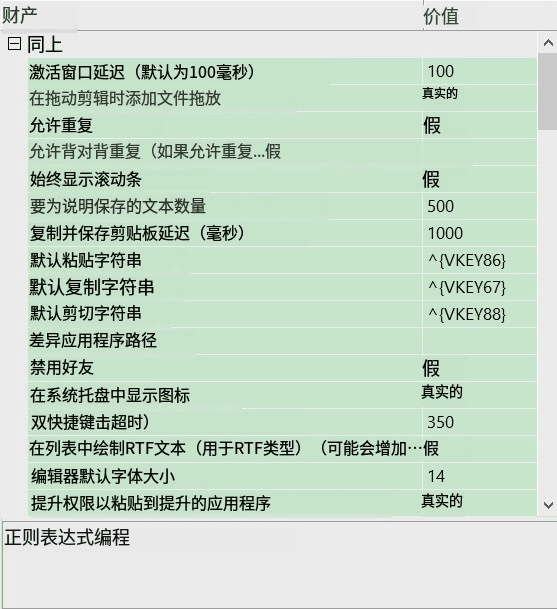 财产 价值
同上
激活窗口延迟（默认为100毫秒） 100
在拖动剪辑时添加文件拖放 真实的
允许重复 假
允许背对背重复（如果允许重复...假
始终显示滚动条 假
要为说明保存的文本数量 500
复制并保存剪贴板延迟（毫秒） 1000
默认粘贴字符串 ^{VKEY86}
默认复制字符串 ^{VKEY67}
默认剪切字符串 ^{VKEY88}
差异应用程序路径
禁用好友 假
在系统托盘中显示图标 真实的
双快捷键击超时） 350
在列表中绘制RTF文本（用于RTF类型）（可能会增加…假
编辑器默认字体大小 14
提升权限以粘贴到提升的应用程序 真实的
正则表达式编程